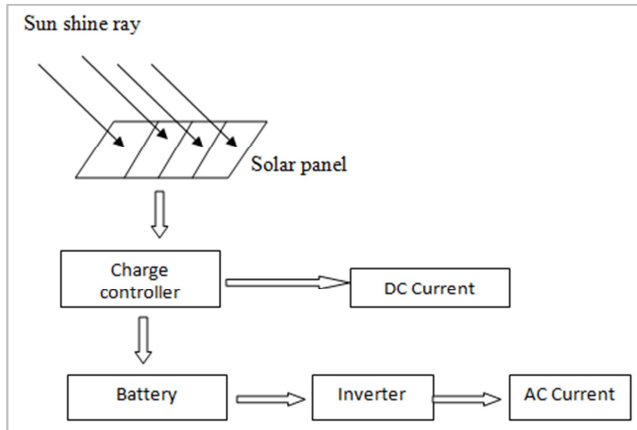 Sun shine ray
Solar panel
Charge
controller
DC Current
Battery
Inverter
AC Current